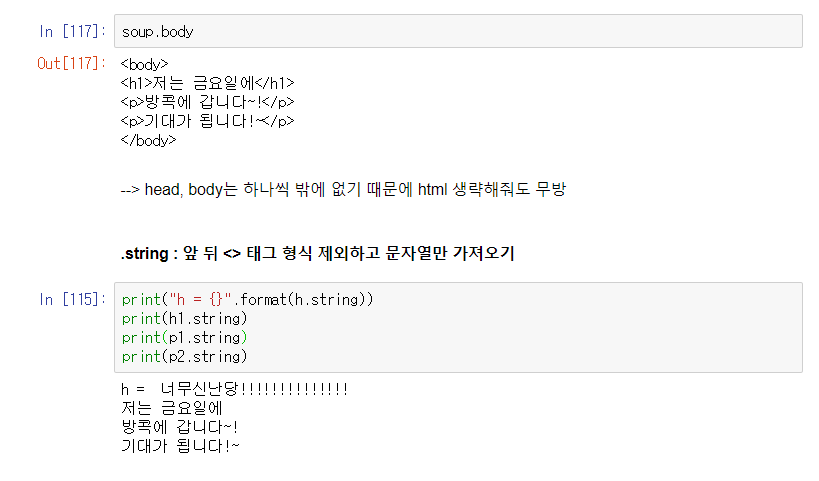 In [117]: soup.body
Out[117]: <body>
<h1>저는 금요일에</h1>
<p>방콕에 갑니다~!</p>
<p>기대가 됩니다!~</p>
</body>
--> head, body는 하나씩 밖에 없기 때문에 html 생략해줘도 무방
.string : 앞 뒤 <> 태그 형식 제외하고 문자열만 가져오기
In [115]: print("h = {}".format(h.string))
print(h1.string)
print(p1.string)
print(p2.string)
h =  너무신난당!!!!!!!!!!!!!!
저는 금요일에
방콕에 갑니다~!
기대가 됩니다!~